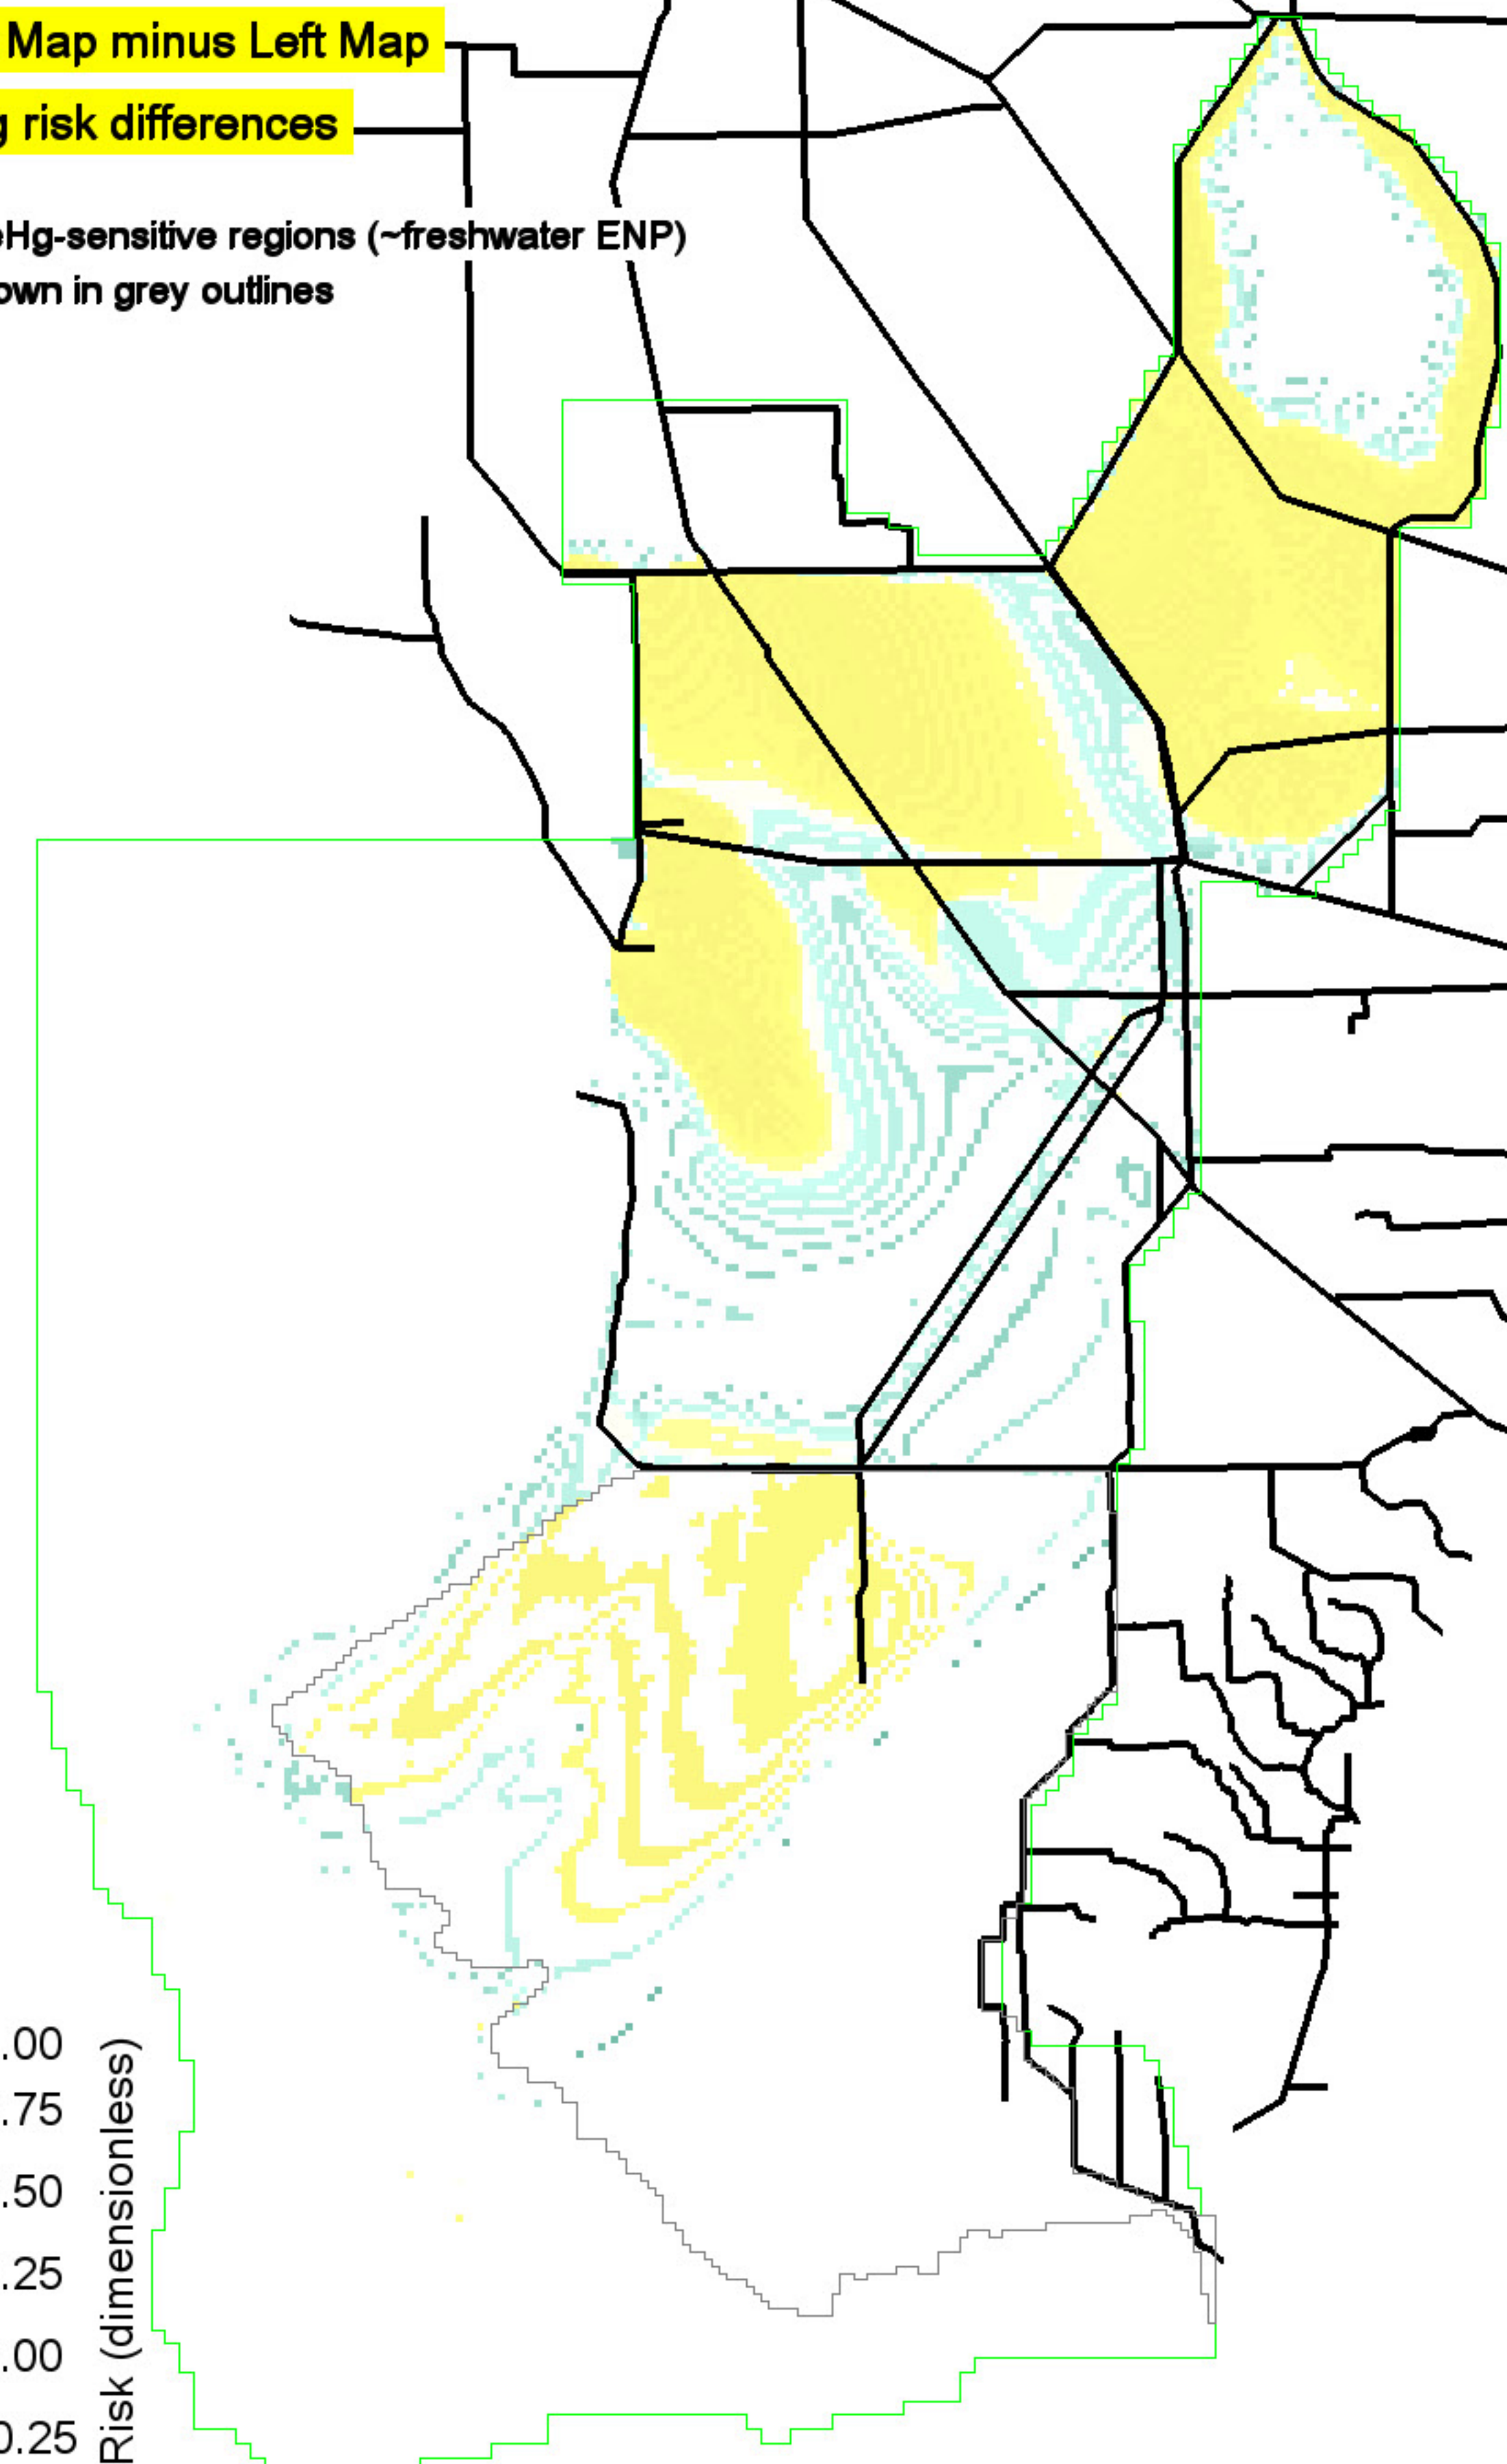 Map minus Left Map
g risk differences
eHg-sensitive regions (~freshwater ENP)
own in grey outlines
.00
.75
.50
.25
.00
0.25
Risk (dimensionless)